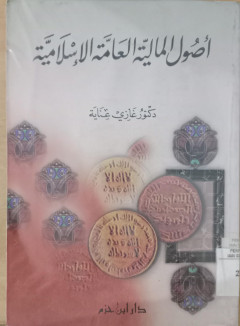 أصول المالية العامة الإسلامية
دكتور غازي عناية
دار ابن حزم